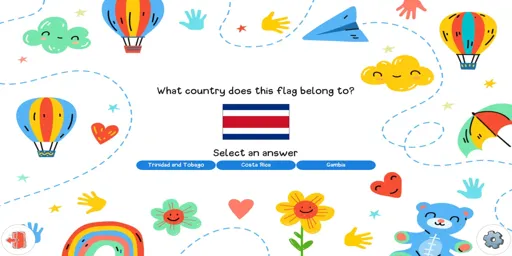 What country does this flag belong to?
Select an answer
Trinidad and Tobago
Costa Rica
Gambia